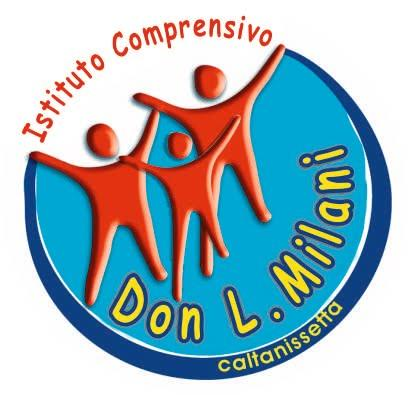 Istituto Comprensivo
Don L. Milani
caltanissetta